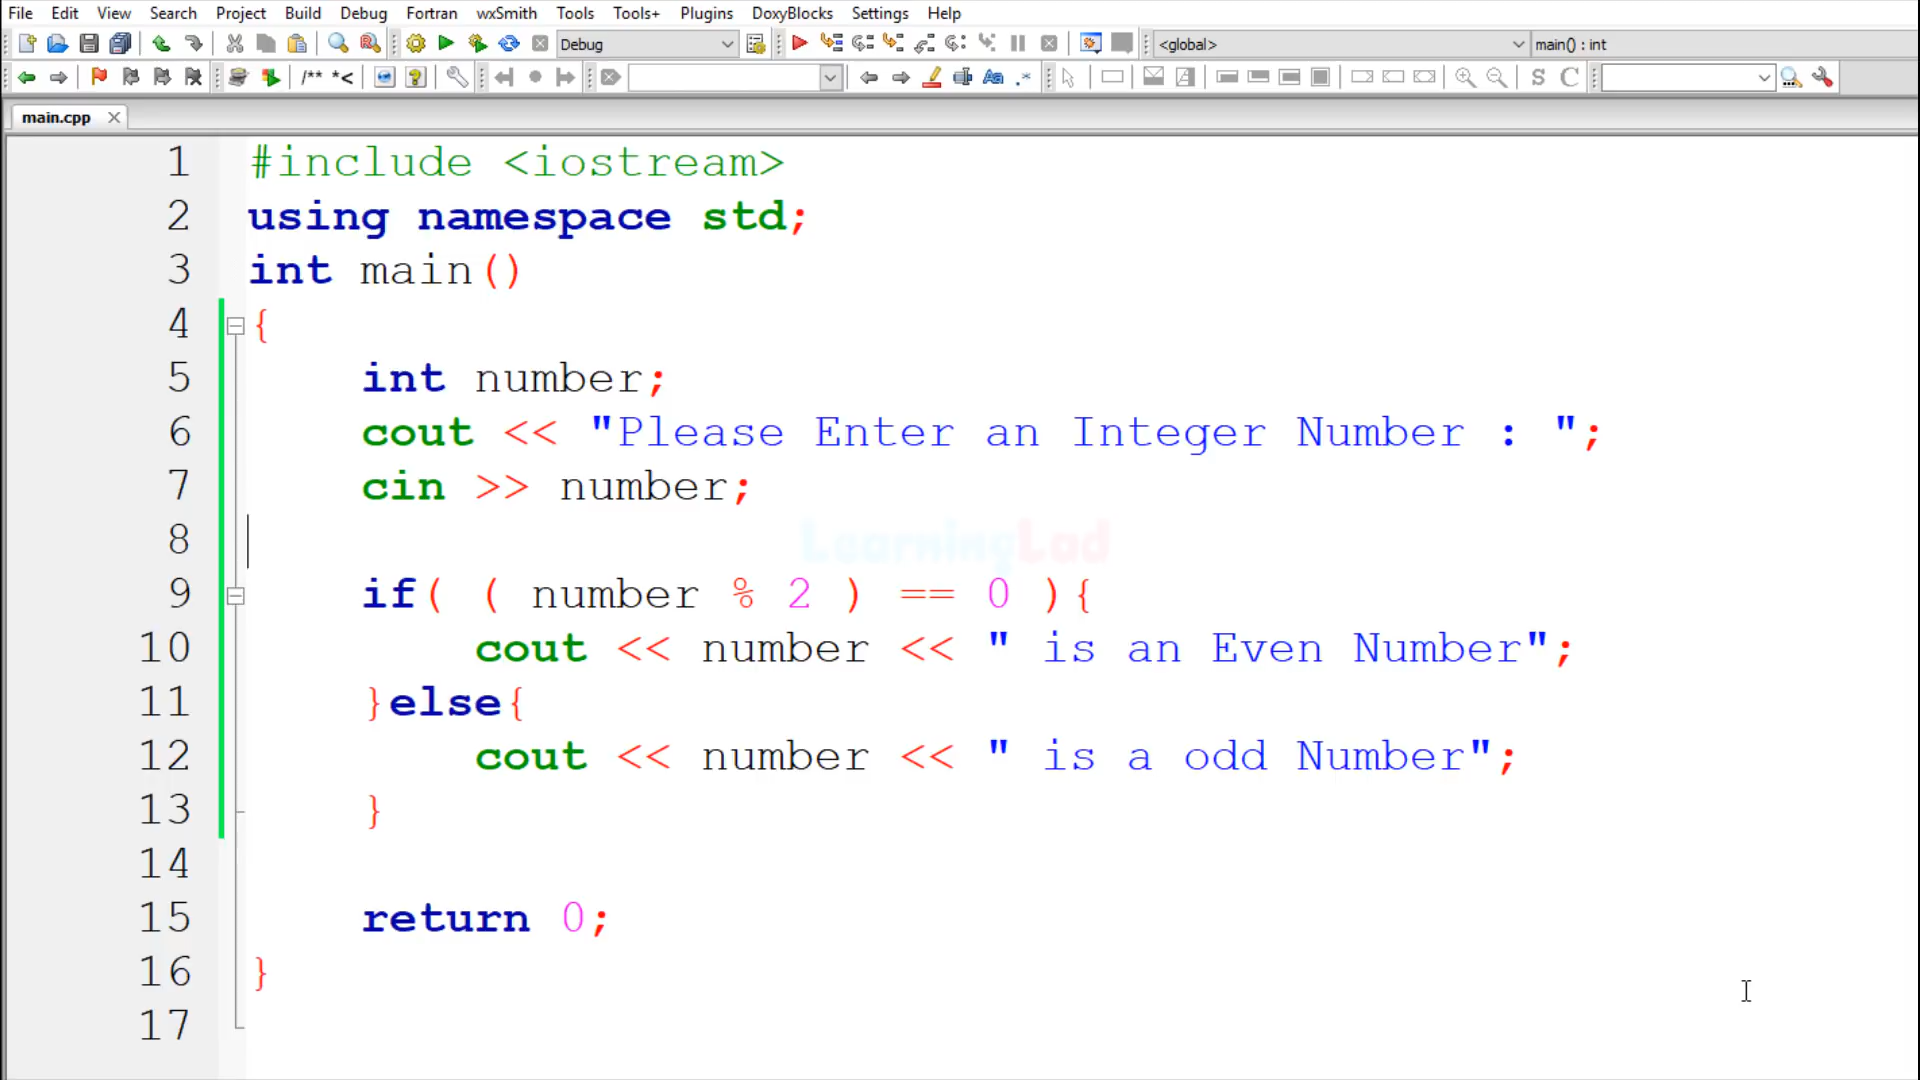 File Edit View Search Project Build Debug Fortran wxSmith Tools Tools+ Plugins DoxyBlocks Settings Help
Debug <global> main() : int
/** *<
main.cpp
1 #include <iostream>
2 using namespace std;
3 int main()
4 {
5 int number;
6 cout << "Please Enter an Integer Number : ";
7 cin >> number;
8
LearningLad
9 if( ( number % 2 ) == 0 ){
10 cout << number << " is an Even Number";
11 }else{
12 cout << number << " is a odd Number";
13 }
14
15 return 0;
16 }
17